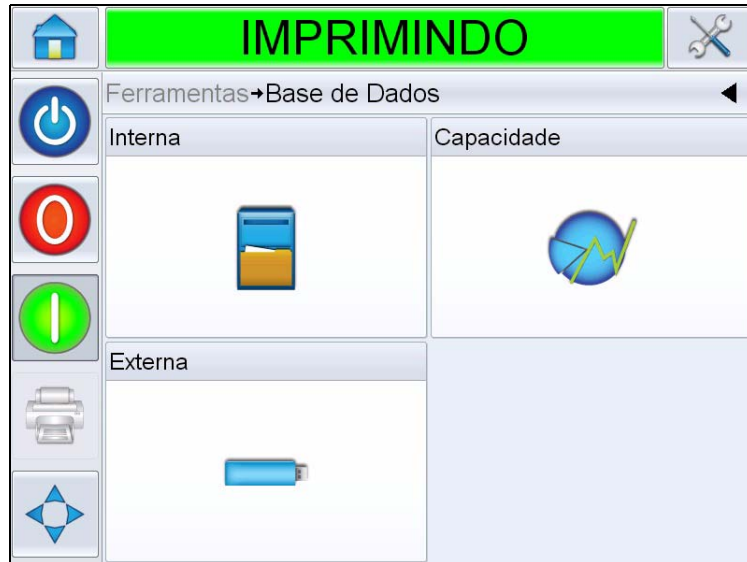 IMPRIMINDO
Ferramentas→Base de Dados
Interna
Capacidade
Externa